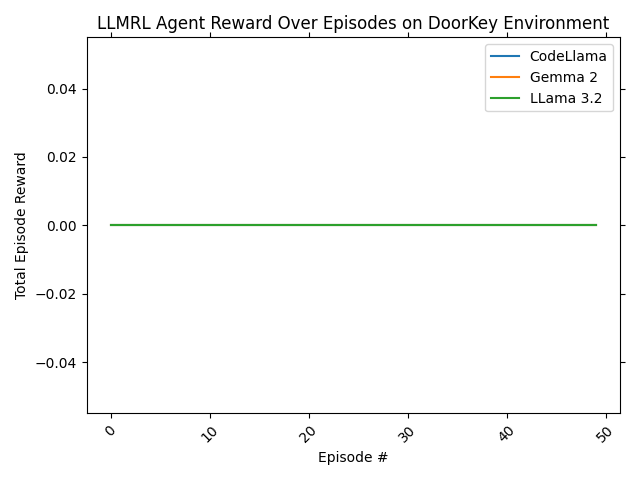 LLMRL Agent Reward Over Episodes on DoorKey Environment
CodeLlama
Gemma 2
LLama 3.2
0.04
0.02
0.00
−0.02
−0.04
Total Episode Reward
0
10
20
30
40
50
Episode #